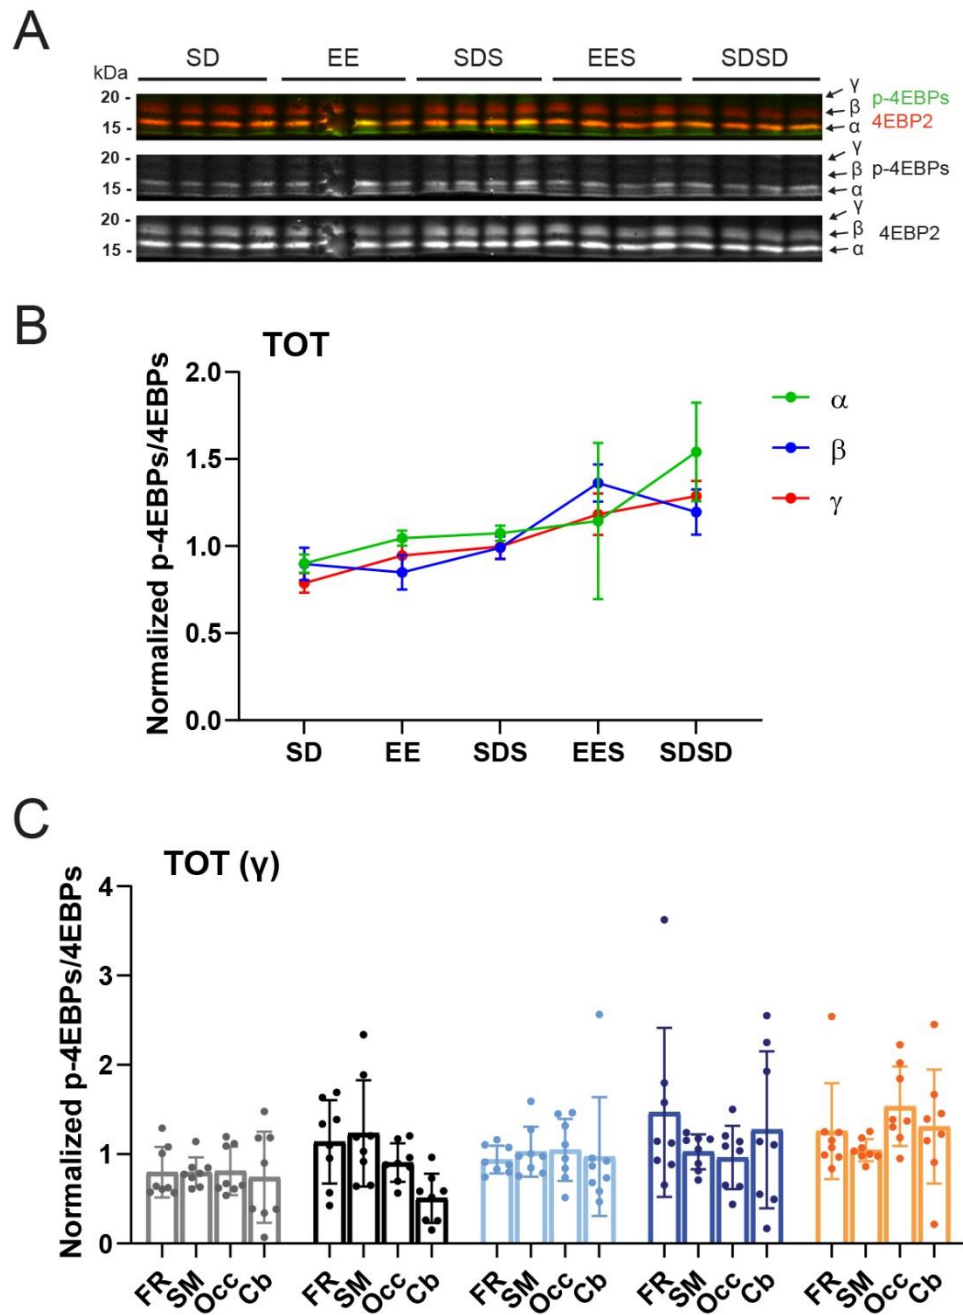 A
SD EE SDS EES SDSD
kDa
20 -
15 -
γ
β
α
p-4EBPs
4EBP2
20 -
15 -
γ
β
α
p-4EBPs
20 -
15 -
γ
β
α
4EBP2
B
TOT
Normalized p-4EBPs/4EBPs
2.0
1.5
1.0
0.5
0.0
SD EE SDS EES SDSD
α
β
γ
C
TOT (γ)
Normalized p-4EBPs/4EBPs
4
3
2
1
0
FR SM Occ Cb FR SM Occ Cb FR SM Occ Cb FR SM Occ Cb FR SM Occ Cb